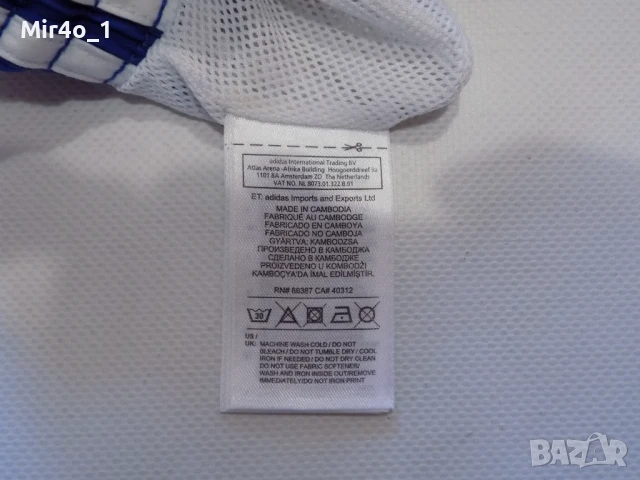 Mir4o_1
adidas International Trading BV
Atlas Arena -Afrika Building Hoogoorddreef 9a
1101 BA Amsterdam ZO The Netherlands
VAT NO. NL 8073.01.322.B.01
ET: adidas Imports and Exports Ltd
MADE IN CAMBODIA
FABRIQUÉ AU CAMBODGE
FABRICADO EN CAMBOYA
FABRICADO NO CAMBOJA
GYÁRTVA: KAMBODZSA
ПРОИЗВЕДЕНО В КАМБОДЖА
СДЕЛАНО В КАМБОДЖЕ
PROIZVEDENO U KOMBODŽI
KAMBOÇYA'DA İMAL EDİLMİŞTİR.
RN# 88387 CA# 40312
30
US /
UK: MACHINE WASH COLD / DO NOT
BLEACH / DO NOT TUMBLE DRY / COOL
IRON IF NEEDED / DO NOT DRY CLEAN
DO NOT USE FABRIC SOFTENER/
WASH AND IRON INSIDE OUT/REMOVE
IMMEDIATELY/DO NOT IRON PRINT
BAZAR